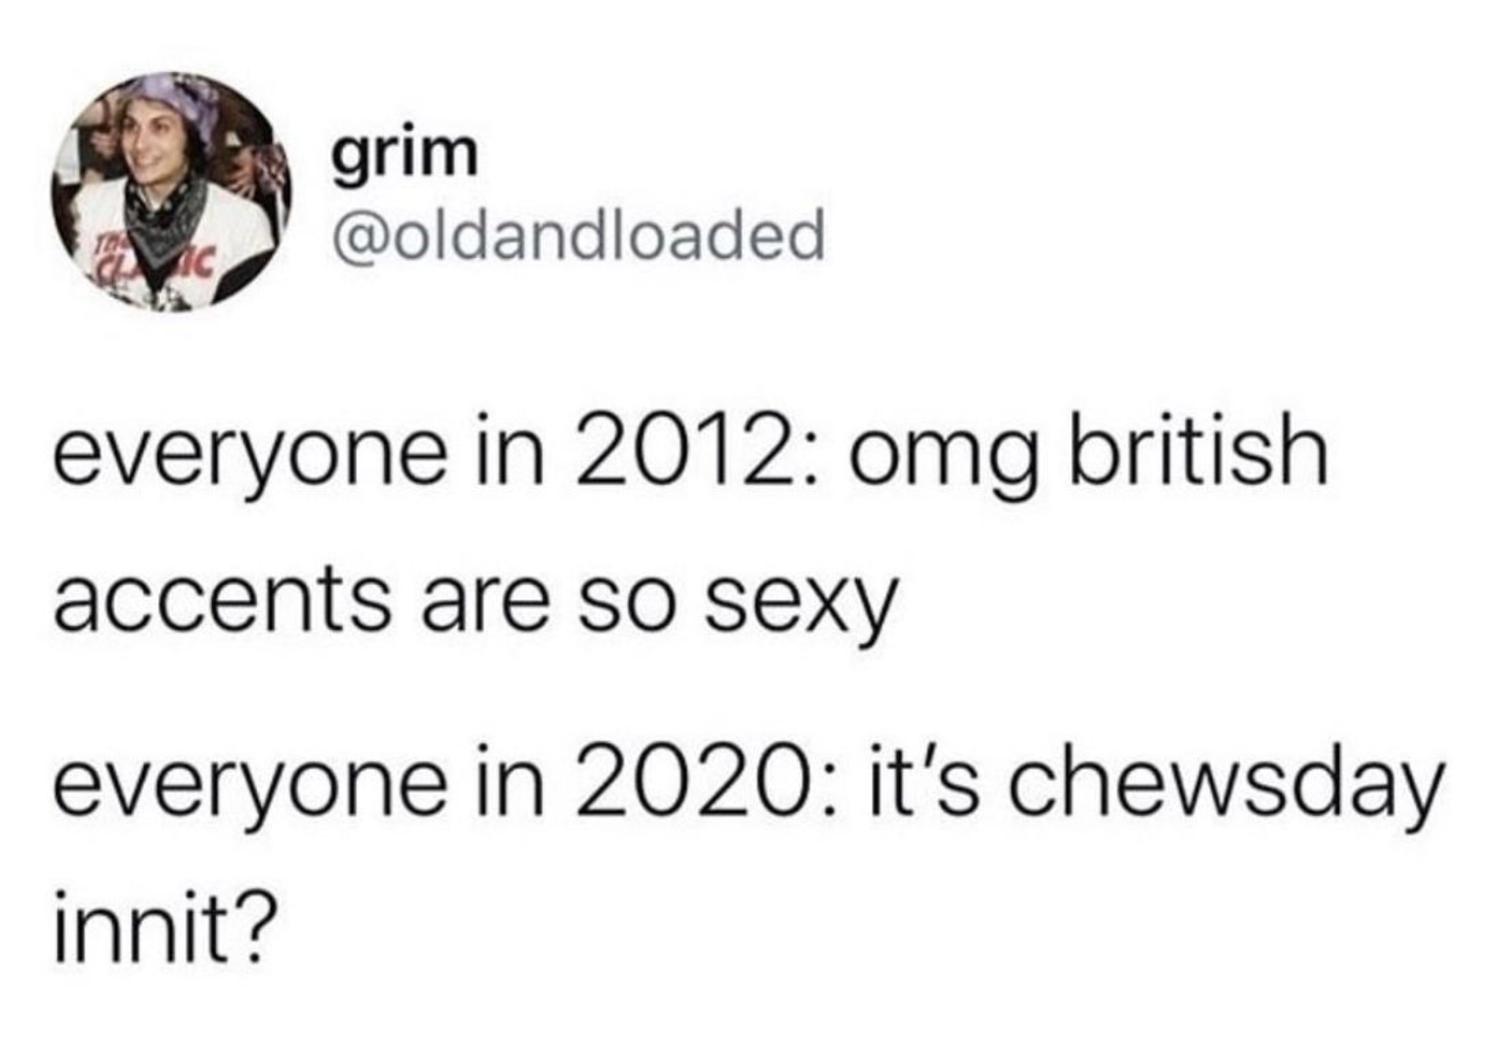 grim
@oldandloaded
everyone in 2012: omg british
accents are so sexy
everyone in 2020: it’s chewsday
innit?